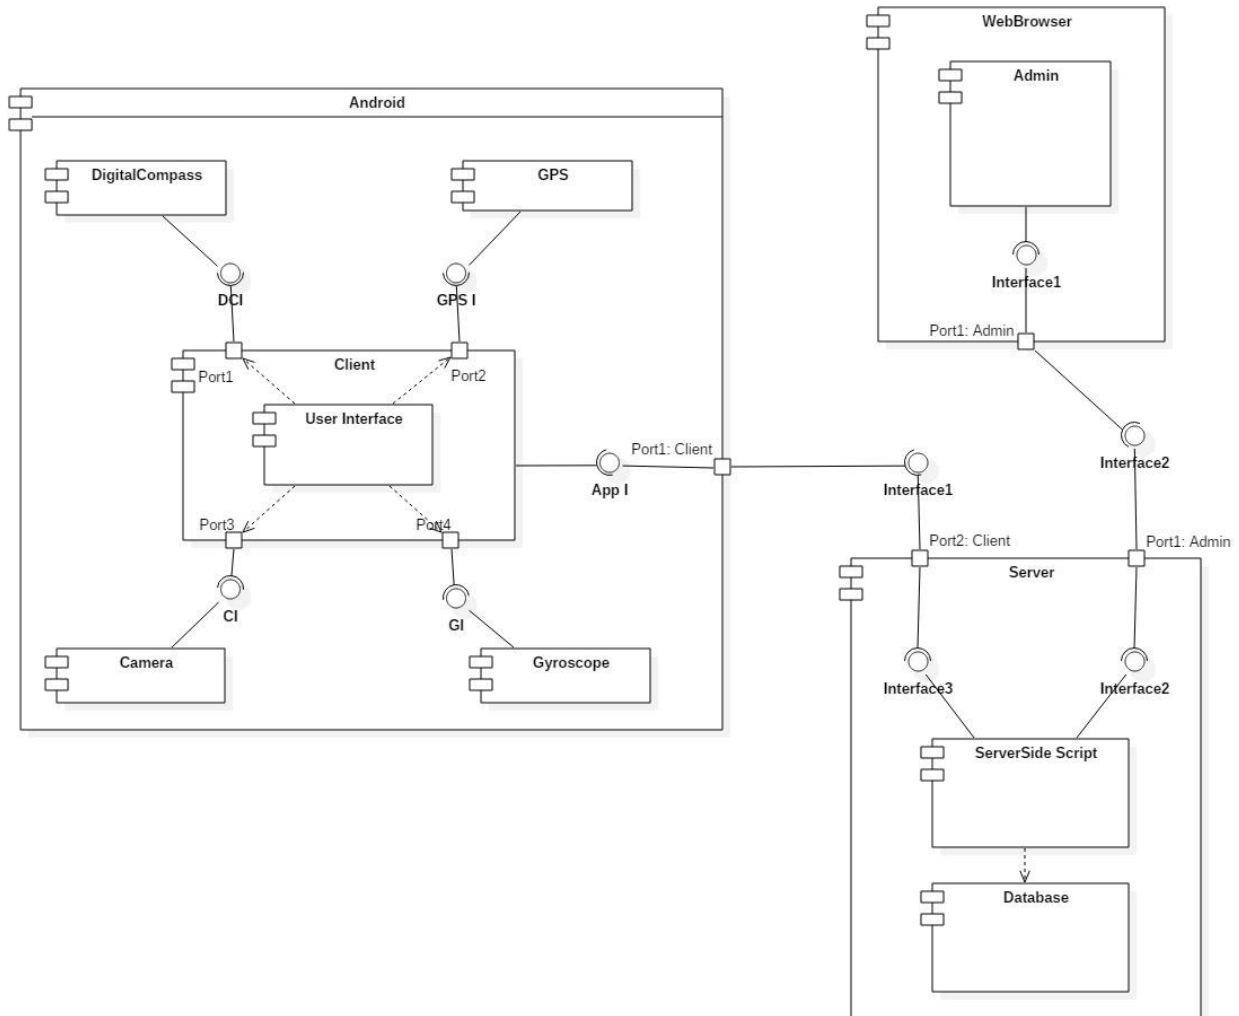 WebBrowser
Admin
Interface1
Port1: Admin
Interface2
Android
DigitalCompass
GPS
DCI
GPS I
Client
Port1
Port2
User Interface
Port1: Client
App I
Port3
Port4
CI
GI
Camera
Gyroscope
Interface1
Port2: Client
Port1: Admin
Server
Interface3
Interface2
ServerSide Script
Database